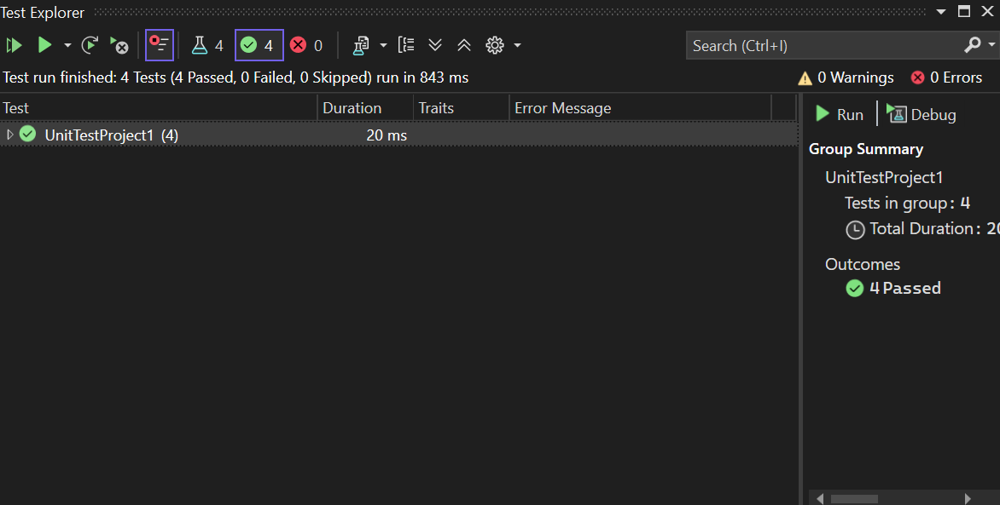 Test Explorer
4 4 0
Search (Ctrl+I)
Test run finished: 4 Tests (4 Passed, 0 Failed, 0 Skipped) run in 843 ms
0 Warnings 0 Errors
Test Duration Traits Error Message
UnitTestProject1 (4) 20 ms
Run Debug
Group Summary
UnitTestProject1
Tests in group: 4
Total Duration: 20
Outcomes
4 Passed